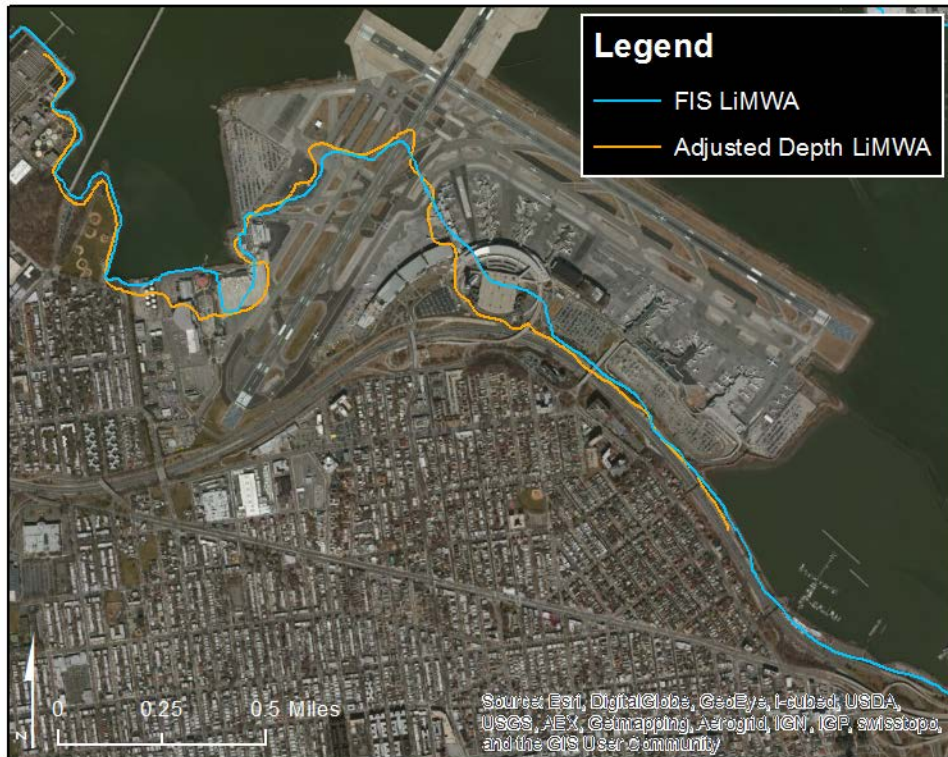 Legend
FIS LiMWA
Adjusted Depth LiMWA
0 0.25 0.5 Miles
Source: Esri, DigitalGlobe, GeoEye, i-cubed, USDA,
USGS, AEX, Getmapping, Aerogrid, IGN, IGP, swisstopo,
and the GIS User Community
N